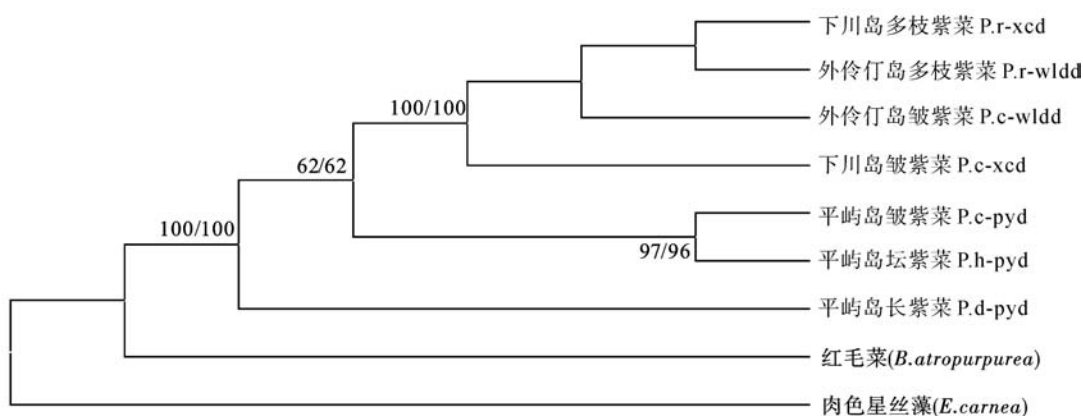 下川岛多枝紫菜 P.r-xcd
外伶仃岛多枝紫菜 P.r-wldd
外伶仃岛皱紫菜 P.c-wldd
100/100
下川岛皱紫菜 P.c-xcd
62/62
平屿岛皱紫菜 P.c-pyd
100/100
97/96
平屿岛坛紫菜 P.h-pyd
平屿岛长紫菜 P.d-pyd
红毛菜(B.atropurpurea)
肉色星丝藻(E.carnea)